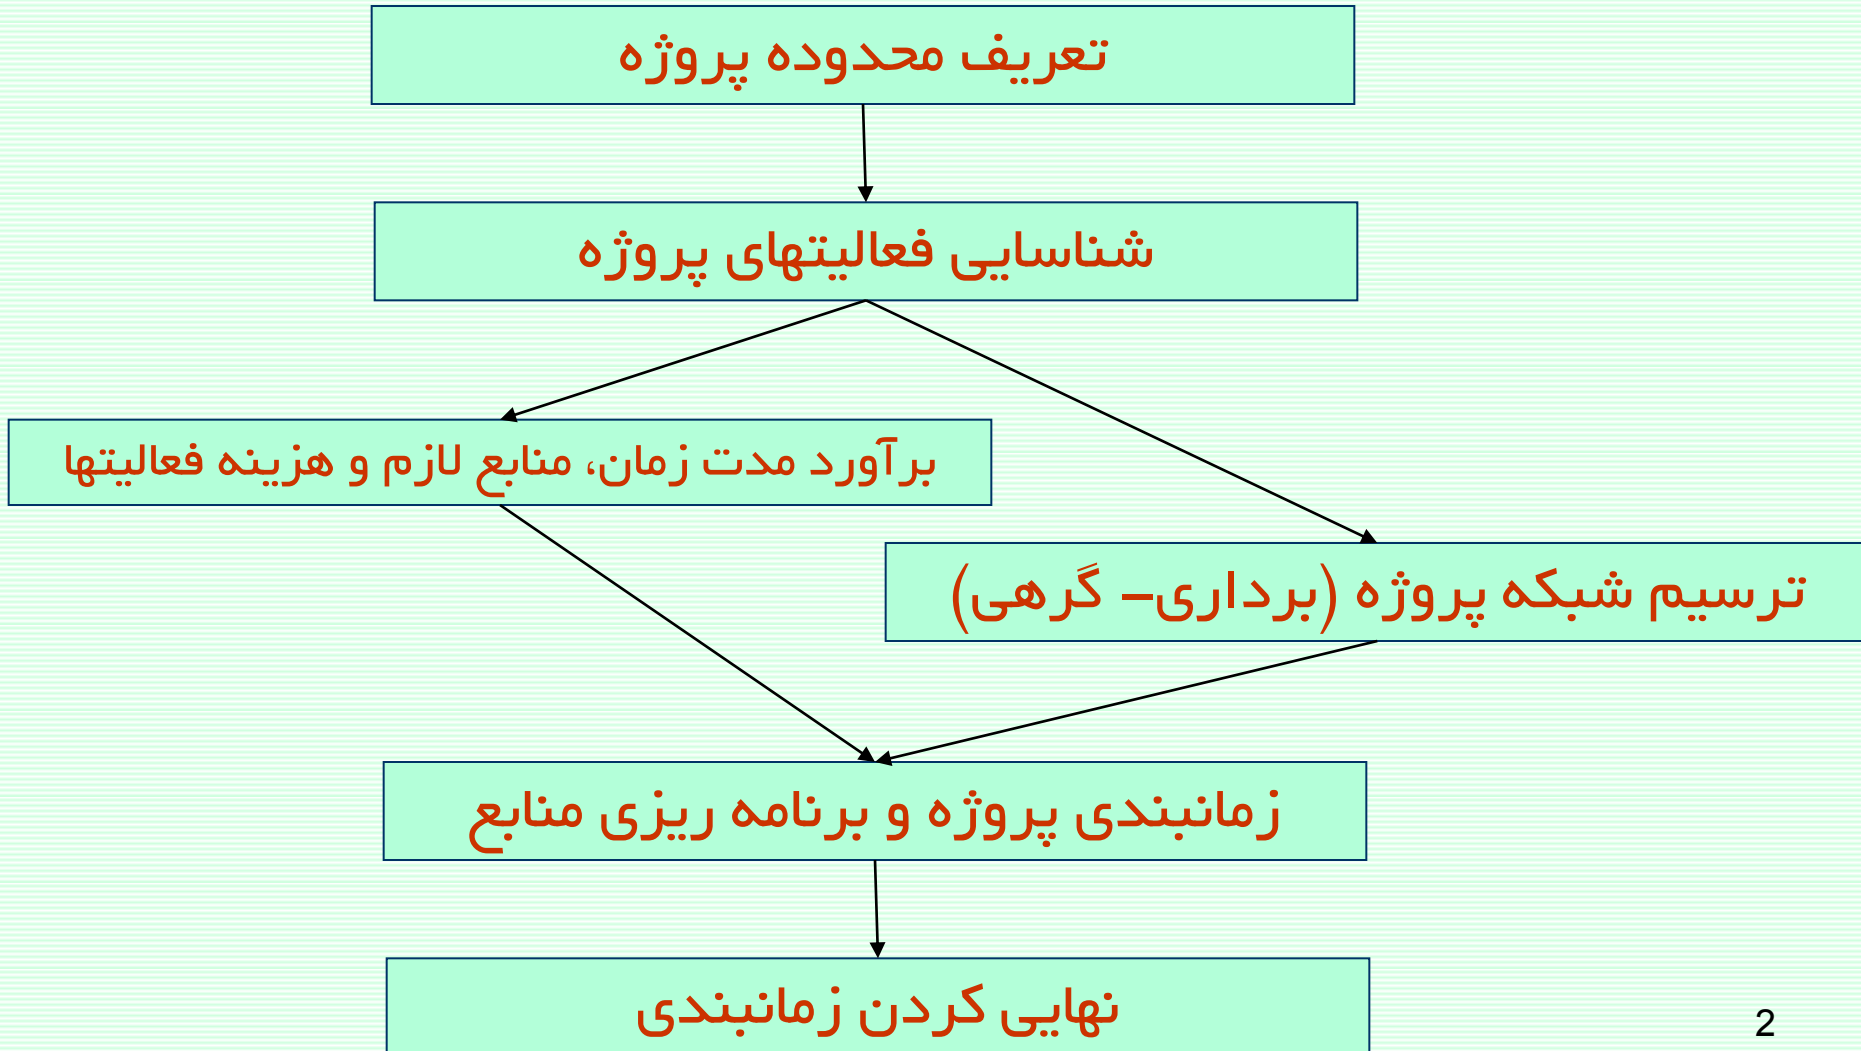 تعریف محدوده پروژه
شناسایی فعالیتهای پروژه
برآورد مدت زمان، منابع لازم و هزینه فعالیتها
ترسیم شبکه پروژه (برداری– گرهی)
زمانبندی پروژه و برنامه ریزی منابع
نهایی کردن زمانبندی
2